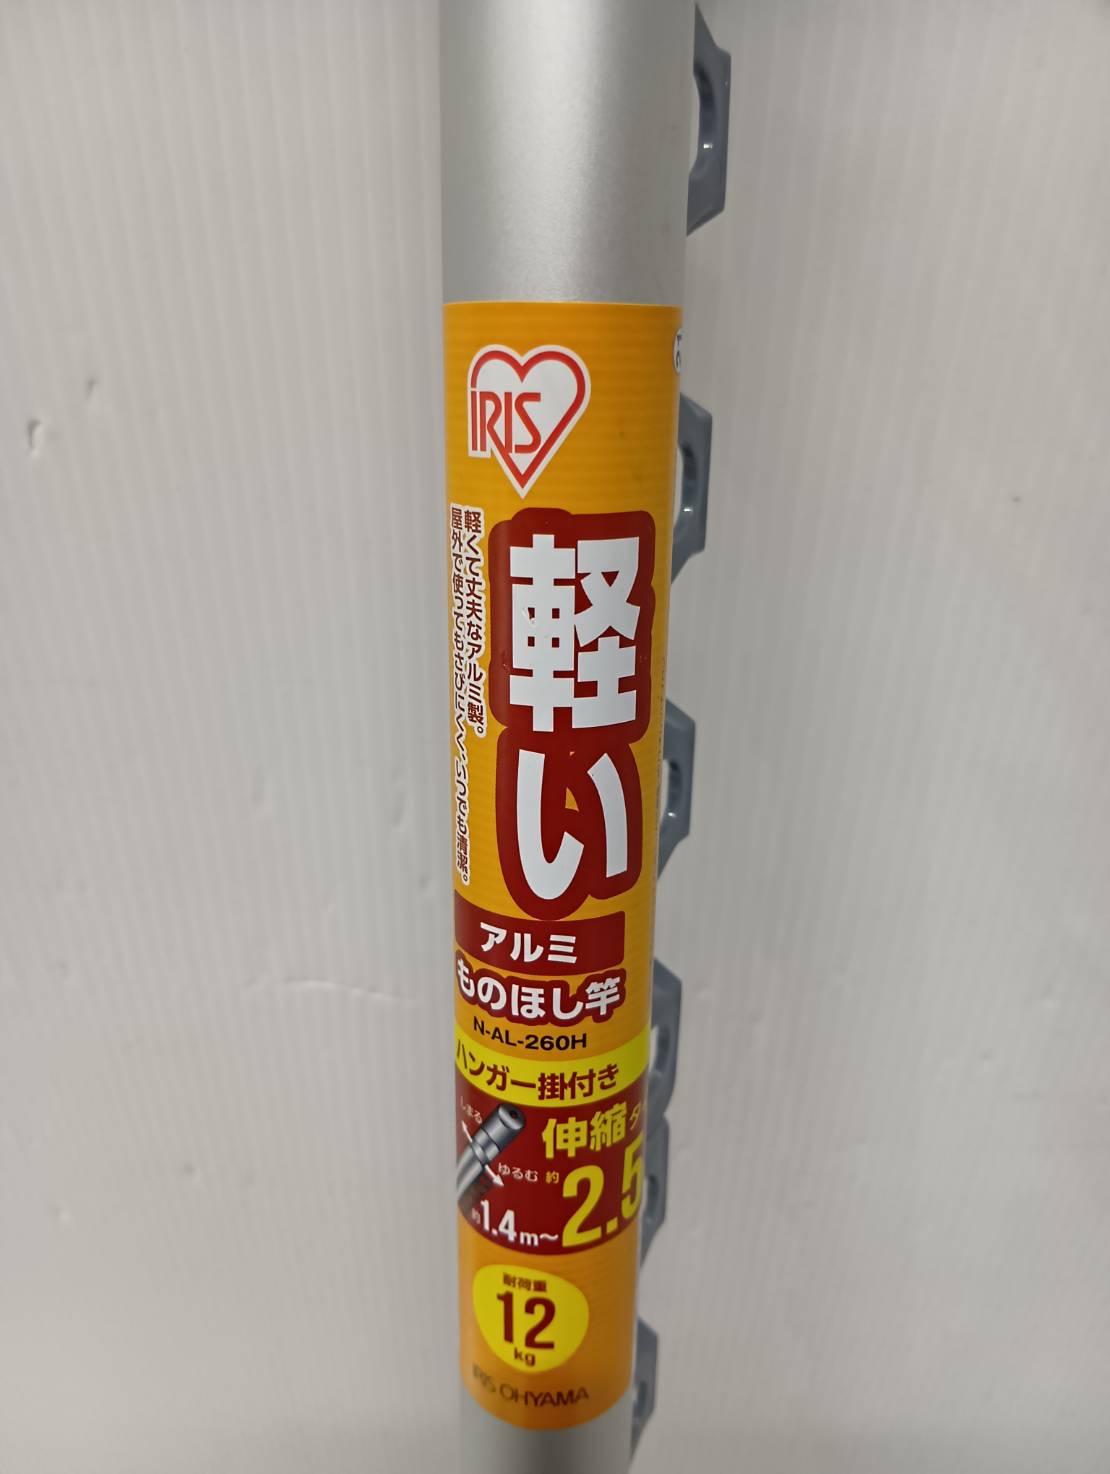 IRIS
軽くて丈夫なアルミ製。
屋外で使ってもさびにくくいつでも清潔。
軽い
アルミ
ものほし竿
N-AL-260H
ハンガー掛付き
伸縮
しまる
ゆるむ
約1.4m～
約2.5
耐荷重
12
kg
IRIS OHYAMA